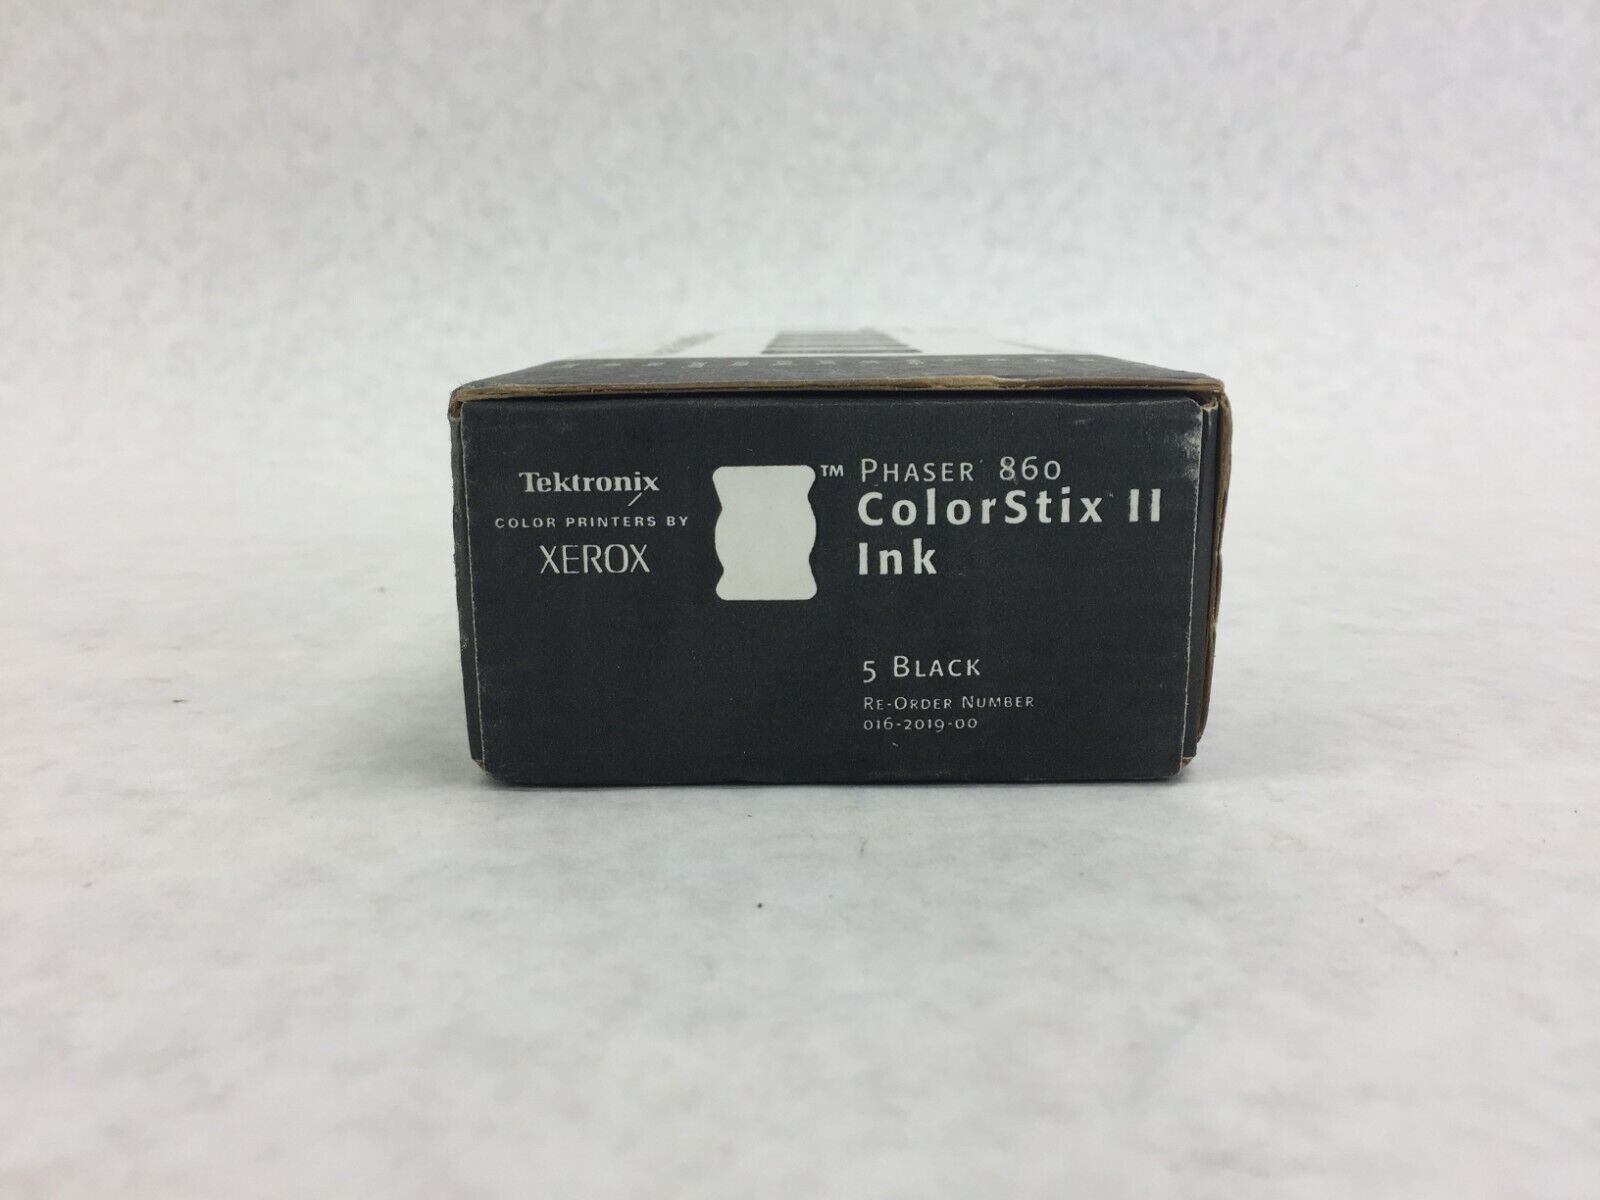 Tektronix
COLOR PRINTERS BY
XEROX
™ PHASER 860
ColorStix II
Ink
5 BLACK
RE-ORDER NUMBER
016-2019-00